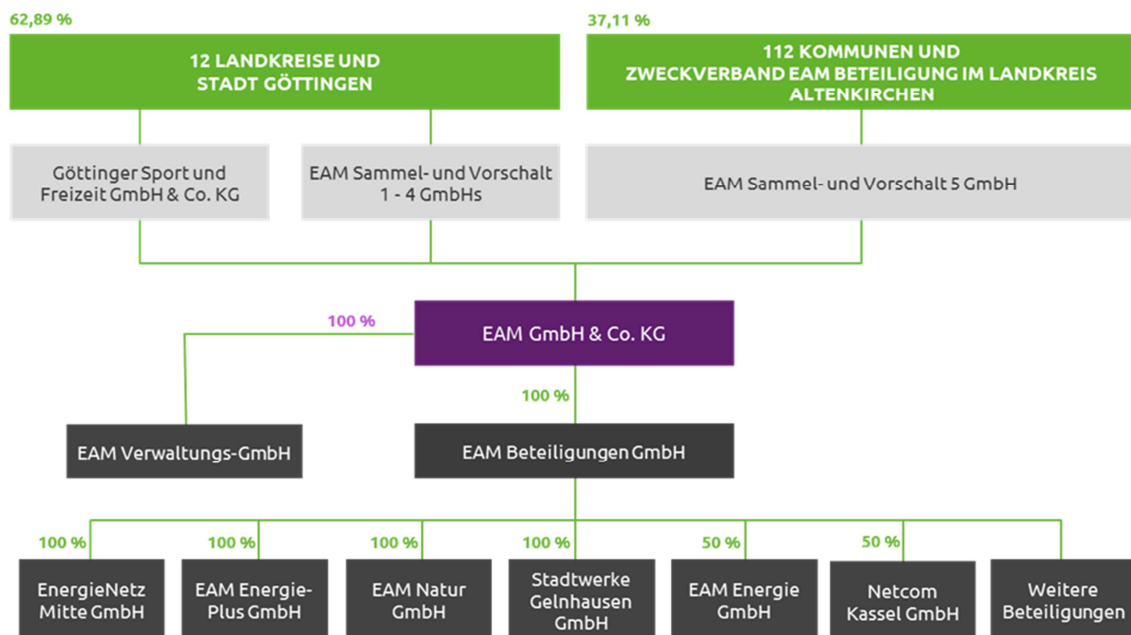 62,89 %
37,11 %
12 LANDKREISE UND
STADT GÖTTINGEN
112 KOMMUNEN UND
ZWECKVERBAND EAM BETEILIGUNG IM LANDKREIS
ALTENKIRCHEN
Göttinger Sport und
Freizeit GmbH & Co. KG
EAM Sammel- und Vorschalt
1 - 4 GmbHs
EAM Sammel- und Vorschalt 5 GmbH
100 %
EAM GmbH & Co. KG
100 %
EAM Verwaltungs-GmbH
EAM Beteiligungen GmbH
100 %
100 %
100 %
100 %
50 %
50 %
EnergieNetz
Mitte GmbH
EAM Energie-
Plus GmbH
EAM Natur
GmbH
Stadtwerke
Gelnhausen
GmbH
EAM Energie
GmbH
Netcom
Kassel GmbH
Weitere
Beteiligungen